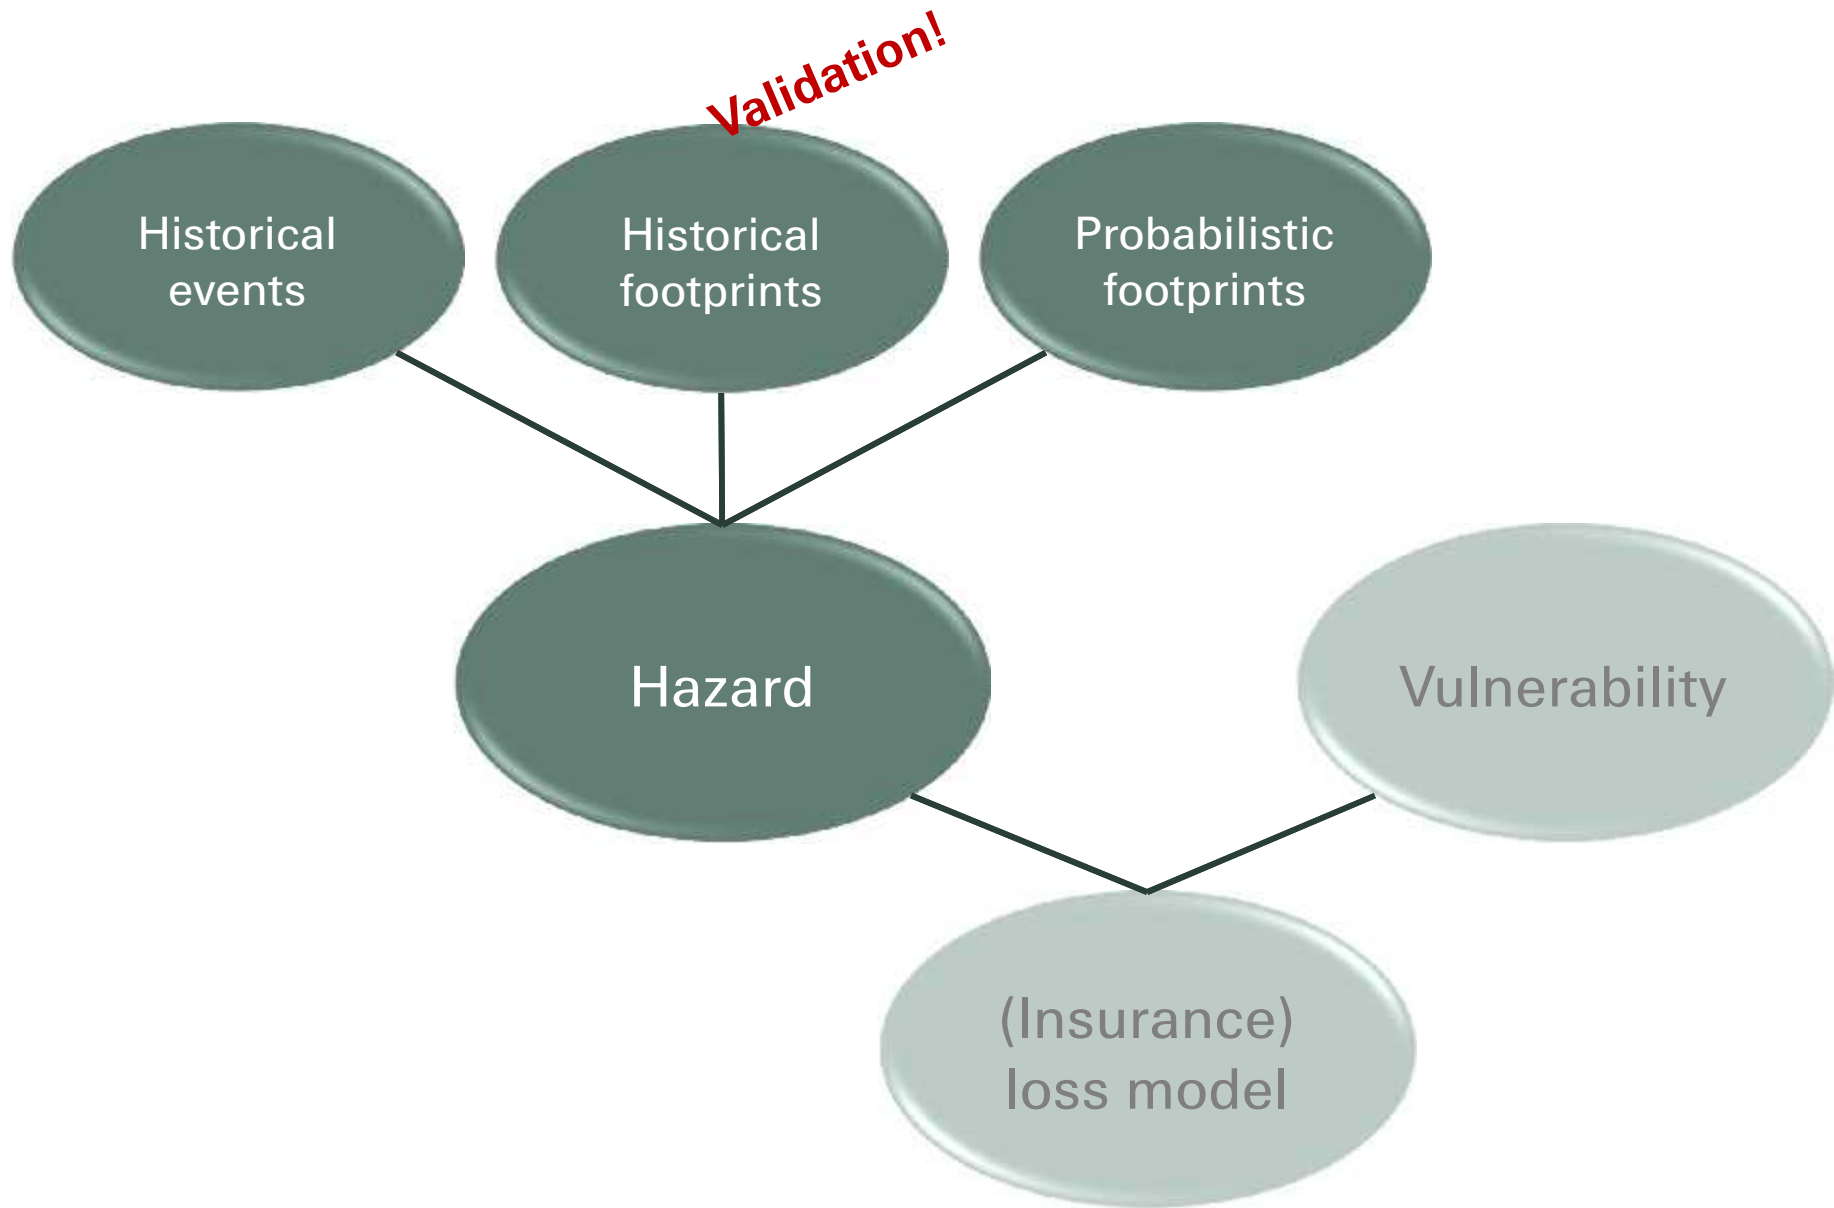 Validation!
Historical
events
Historical
footprints
Probabilistic
footprints
Hazard
Vulnerability
(Insurance)
loss model